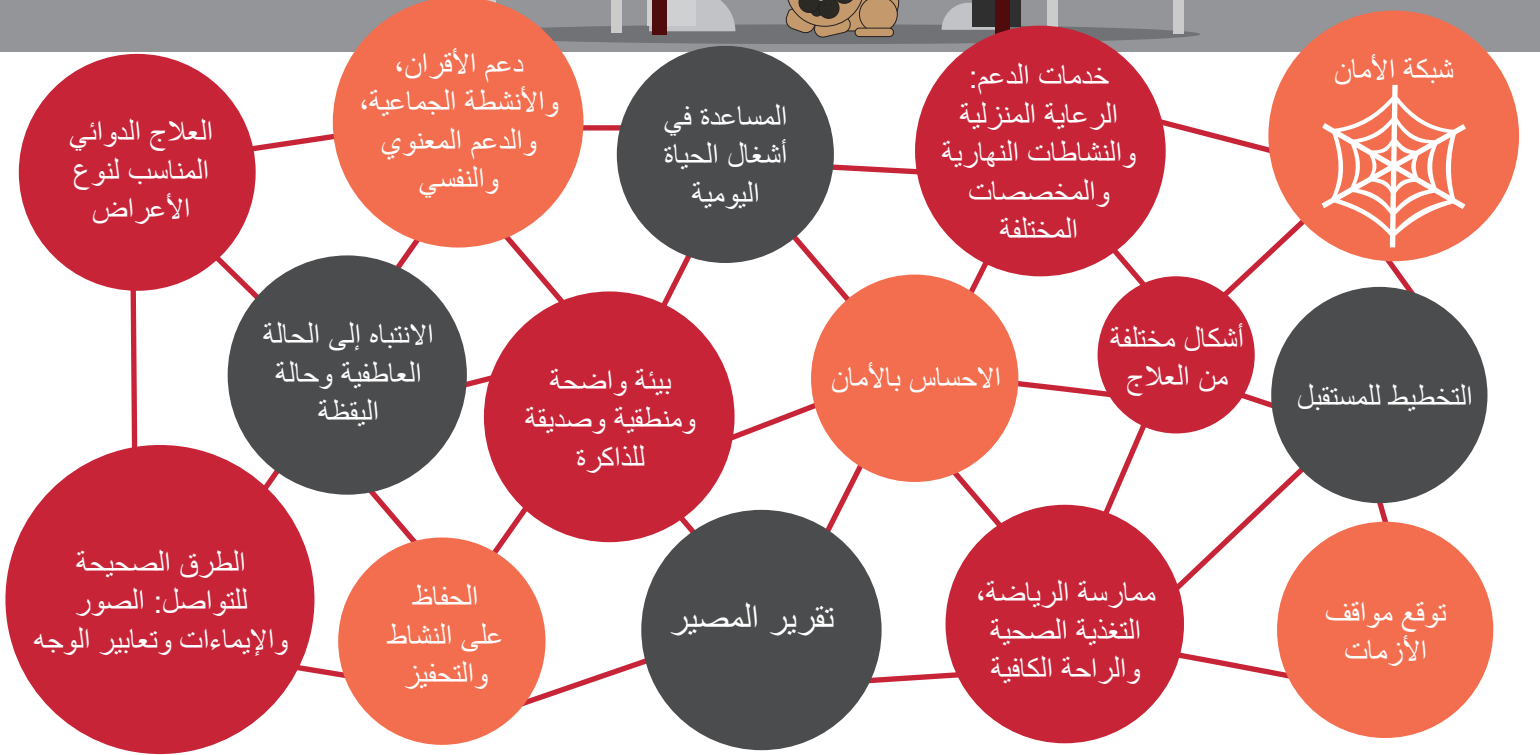 شبكة الأمان
خدمات الدعم:
الرعاية المنزلية
والنشاطات النهارية
والمخصصات
المختلفة
المساعدة في
أشغال الحياة
اليومية
دعم الأقران،
والأنشطة الجماعية،
والدعم المعنوي
والنفسي
العلاج الدوائي
المناسب لنوع
الأعراض
التخطيط للمستقبل
أشكال مختلفة
من العلاج
الاحساس بالأمان
بيئة واضحة
ومنطقية وصديقة
للذاكرة
الانتباه إلى الحالة
العاطفية وحالة
اليقظة
توقع مواقف
الأزمات
ممارسة الرياضة،
التغذية الصحية
والراحة الكافية
تقرير المصير
الحفاظ
على النشاط
والتحفيز
الطرق الصحيحة
للتواصل: الصور
والإيماءات وتعابير الوجه